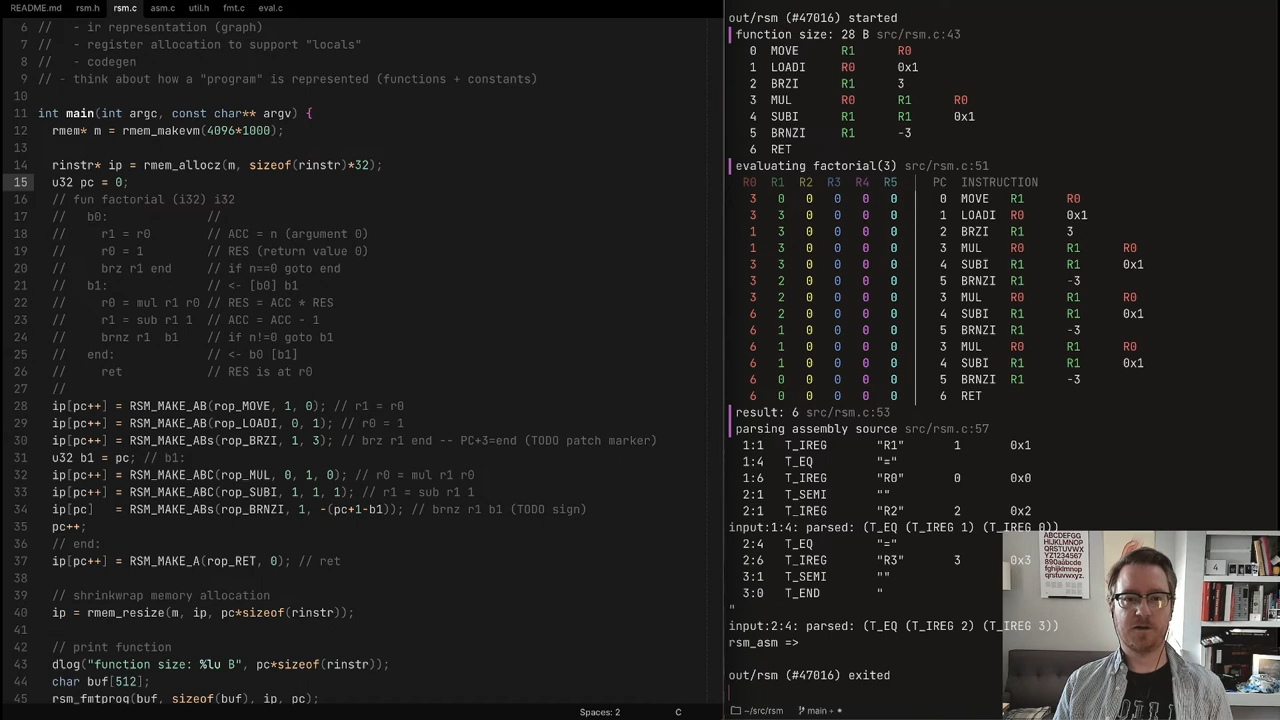 README.md rsm.h rsm.c asm.c util.h fmt.c eval.c
6 // - ir representation (graph)
7 // - register allocation to support "locals"
8 // - codegen
9 // - think about how a "program" is represented (functions + constants)
10
11 int main(int argc, const char** argv) {
12 rmem* m = rmem_makevm(4096*1000);
13
14 rinstr* ip = rmem_allocz(m, sizeof(rinstr)*32);
15 u32 pc = 0;
16 // fun factorial (i32) i32
17 // b0: //
18 // r1 = r0 // ACC = n (argument 0)
19 // r0 = 1 // RES (return value 0)
20 // brz r1 end // if n==0 goto end
21 // b1: // <- [b0] b1
22 // r0 = mul r1 r0 // RES = ACC * RES
23 // r1 = sub r1 1 // ACC = ACC - 1
24 // brnz r1 b1 // if n!=0 goto b1
25 // end: // <- b0 [b1]
26 // ret // RES is at r0
27 //
28 ip[pc++] = RSM_MAKE_AB(rop_MOVE, 1, 0); // r1 = r0
29 ip[pc++] = RSM_MAKE_AB(rop_LOADI, 0, 1); // r0 = 1
30 ip[pc++] = RSM_MAKE_ABs(rop_BRZI, 1, 3); // brz r1 end -- PC+3=end (TODO patch marker)
31 u32 b1 = pc; // b1:
32 ip[pc++] = RSM_MAKE_ABC(rop_MUL, 0, 1, 0); // r0 = mul r1 r0
33 ip[pc++] = RSM_MAKE_ABC(rop_SUBI, 1, 1, 1); // r1 = sub r1 1
34 ip[pc] = RSM_MAKE_ABs(rop_BRNZI, 1, -(pc+1-b1)); // brnz r1 b1 (TODO sign)
35 pc++;
36 // end:
37 ip[pc++] = RSM_MAKE_A(rop_RET, 0); // ret
38
39 // shrinkwrap memory allocation
40 ip = rmem_resize(m, ip, pc*sizeof(rinstr));
41
42 // print function
43 dlog("function size: %lu B", pc*sizeof(rinstr));
44 char buf[512];
45 rsm_fmtprog(buf, sizeof(buf), ip, pc);
Spaces: 2 C
out/rsm (#47016) started
function size: 28 B src/rsm.c:43
0 MOVE R1 R0
1 LOADI R0 0x1
2 BRZI R1 3
3 MUL R0 R1 R0
4 SUBI R1 R1 0x1
5 BRNZI R1 -3
6 RET
evaluating factorial(3) src/rsm.c:51
R0 R1 R2 R3 R4 R5 PC INSTRUCTION
3 0 0 0 0 0 0 MOVE R1 R0
3 3 0 0 0 0 1 LOADI R0 0x1
1 3 0 0 0 0 2 BRZI R1 3
1 3 0 0 0 0 3 MUL R0 R1 R0
3 3 0 0 0 0 4 SUBI R1 R1 0x1
3 2 0 0 0 0 5 BRNZI R1 -3
3 2 0 0 0 0 3 MUL R0 R1 R0
6 2 0 0 0 0 4 SUBI R1 R1 0x1
6 1 0 0 0 0 5 BRNZI R1 -3
6 1 0 0 0 0 3 MUL R0 R1 R0
6 1 0 0 0 0 4 SUBI R1 R1 0x1
6 0 0 0 0 0 5 BRNZI R1 -3
6 0 0 0 0 0 6 RET
result: 6 src/rsm.c:53
parsing assembly source src/rsm.c:57
1:1 T_IREG "R1" 1 0x1
1:4 T_EQ "="
1:6 T_IREG "R0" 0 0x0
2:1 T_SEMI ""
2:1 T_IREG "R2" 2 0x2
input:1:4: parsed: (T_EQ (T_IREG 1) (T_IREG 0))
2:4 T_EQ "="
2:6 T_IREG "R3" 3 0x3
3:1 T_SEMI ""
3:0 T_END "
"
input:2:4: parsed: (T_EQ (T_IREG 2) (T_IREG 3))
rsm_asm =>
out/rsm (#47016) exited
~/src/rsm main
ABCDEFGHIJKLMNOP
4